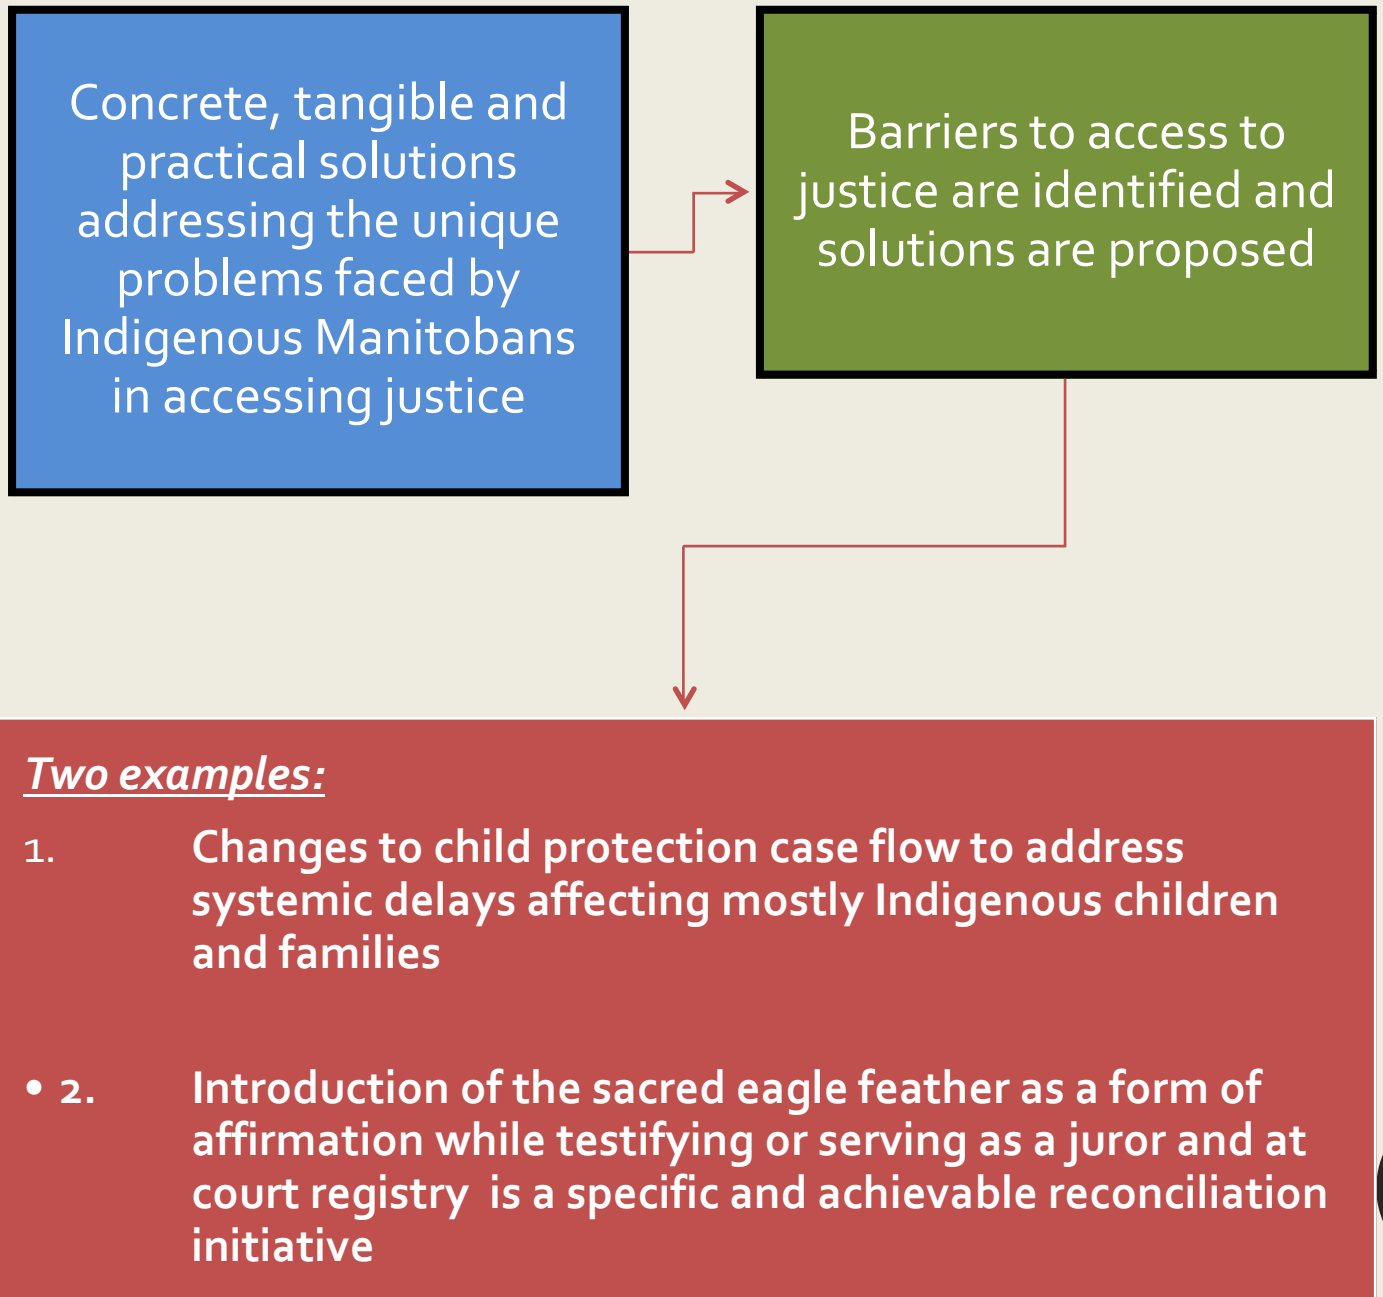 Concrete, tangible and
practical solutions
addressing the unique
problems faced by
Indigenous Manitobans
in accessing justice
Barriers to access to
justice are identified and
solutions are proposed
Two examples:
1. Changes to child protection case flow to address
systemic delays affecting mostly Indigenous children
and families
• 2. Introduction of the sacred eagle feather as a form of
affirmation while testifying or serving as a juror and at
court registry  is a specific and achievable reconciliation
initiative